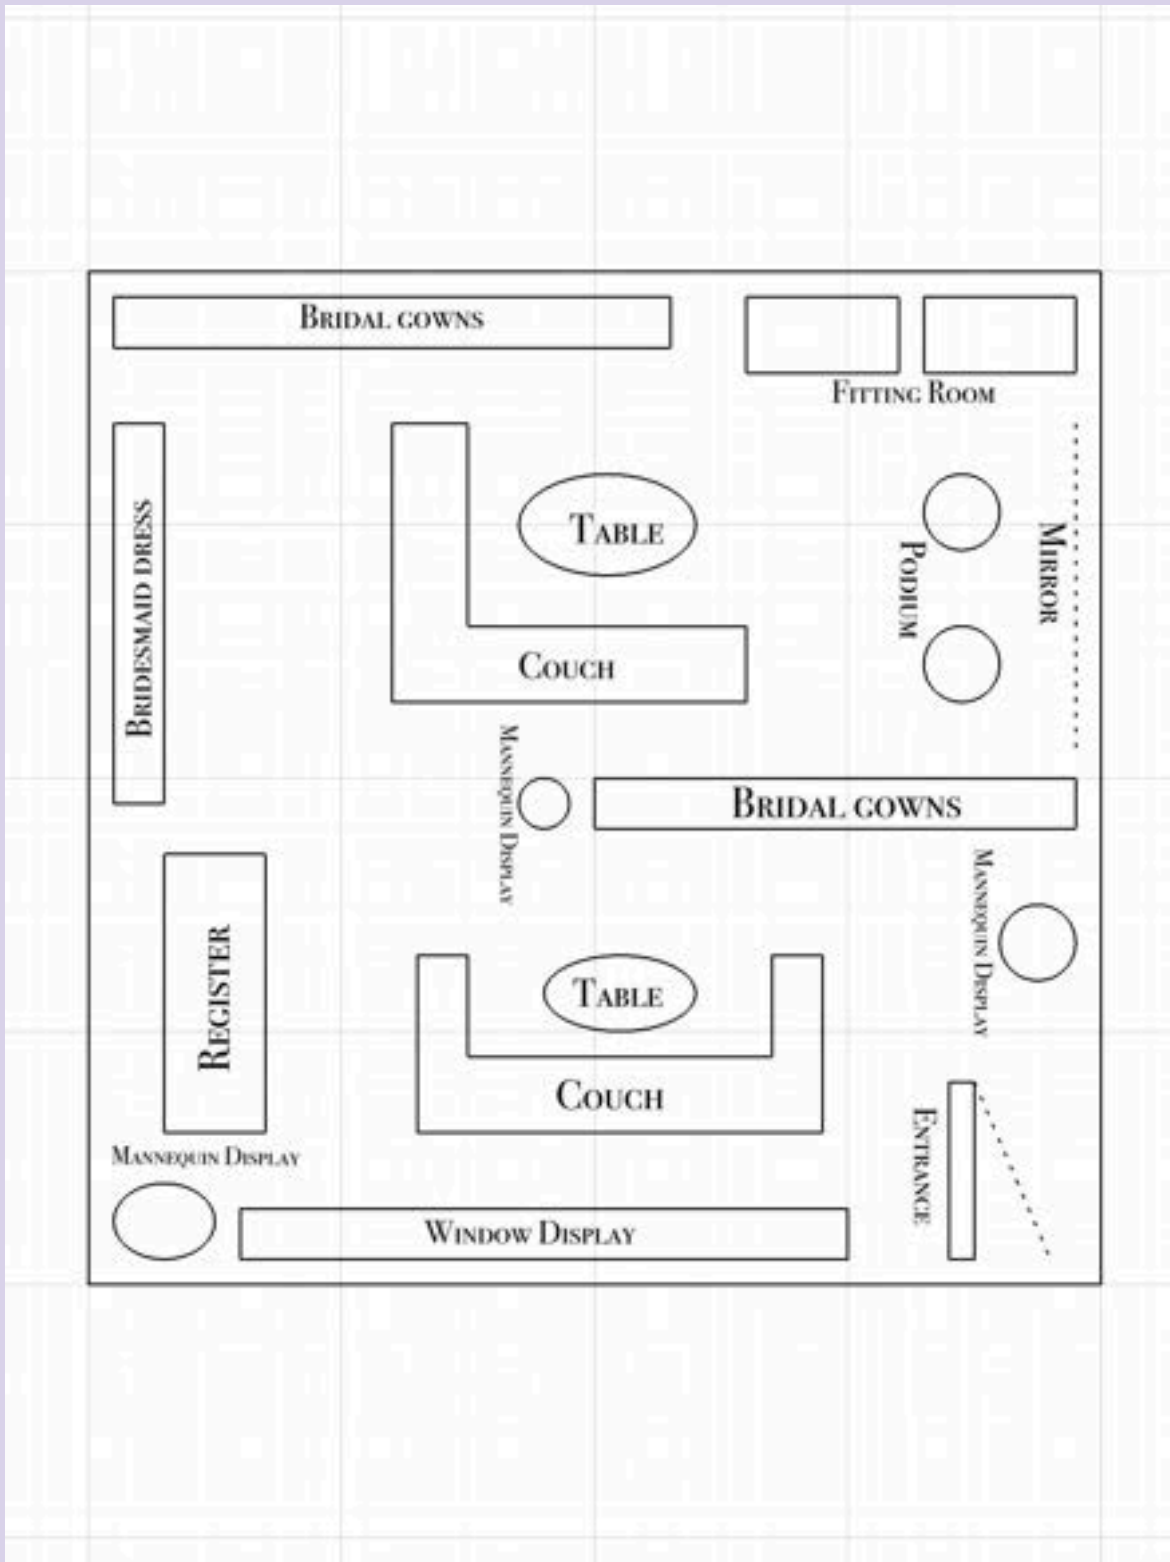 Bridal gowns
Fitting Room
Bridesmaid dress
Table
Podium
Mirror
Couch
Mannequin Display
Bridal gowns
Mannequin Display
Register
Table
Couch
Entrance
Mannequin Display
Window Display